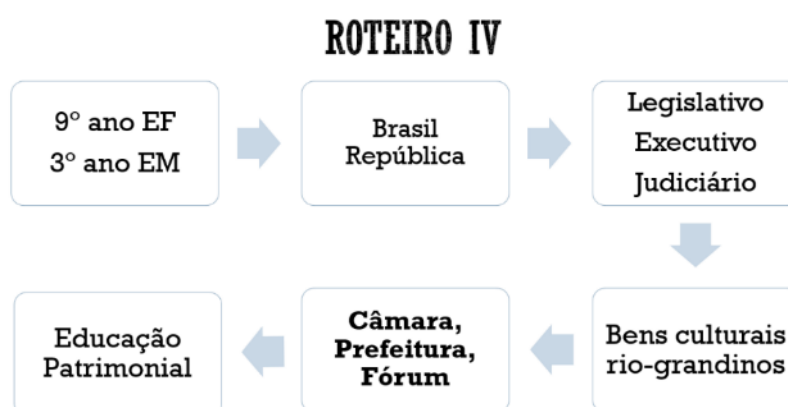 ROTEIRO IV
9º ano EF
3º ano EM
Brasil
República
Legislativo
Executivo
Judiciário
Bens culturais
rio-grandinos
Câmara,
Prefeitura,
Fórum
Educação
Patrimonial